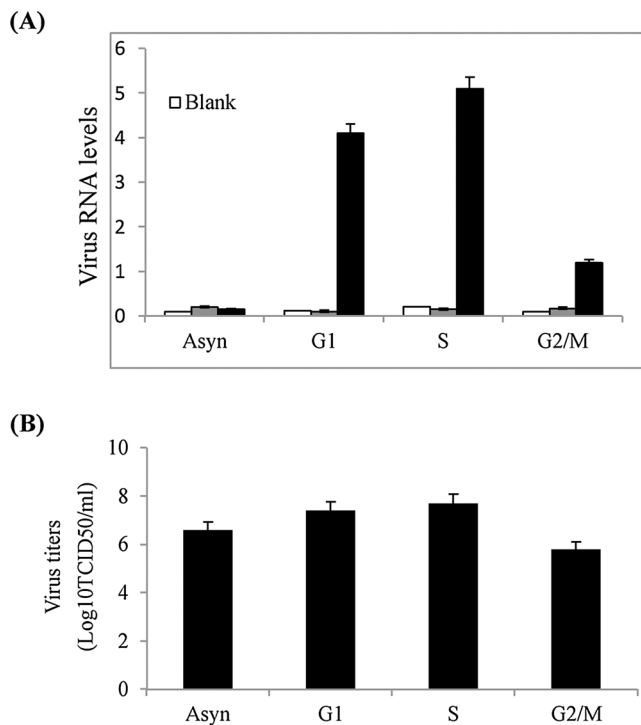 (A)
Virus RNA levels
6
5
4
3
2
1
0
Blank
Asyn G1 S G2/M
(B)
Virus titers
(Log10TCID50/ml)
10
8
6
4
2
0
Asyn G1 S G2/M